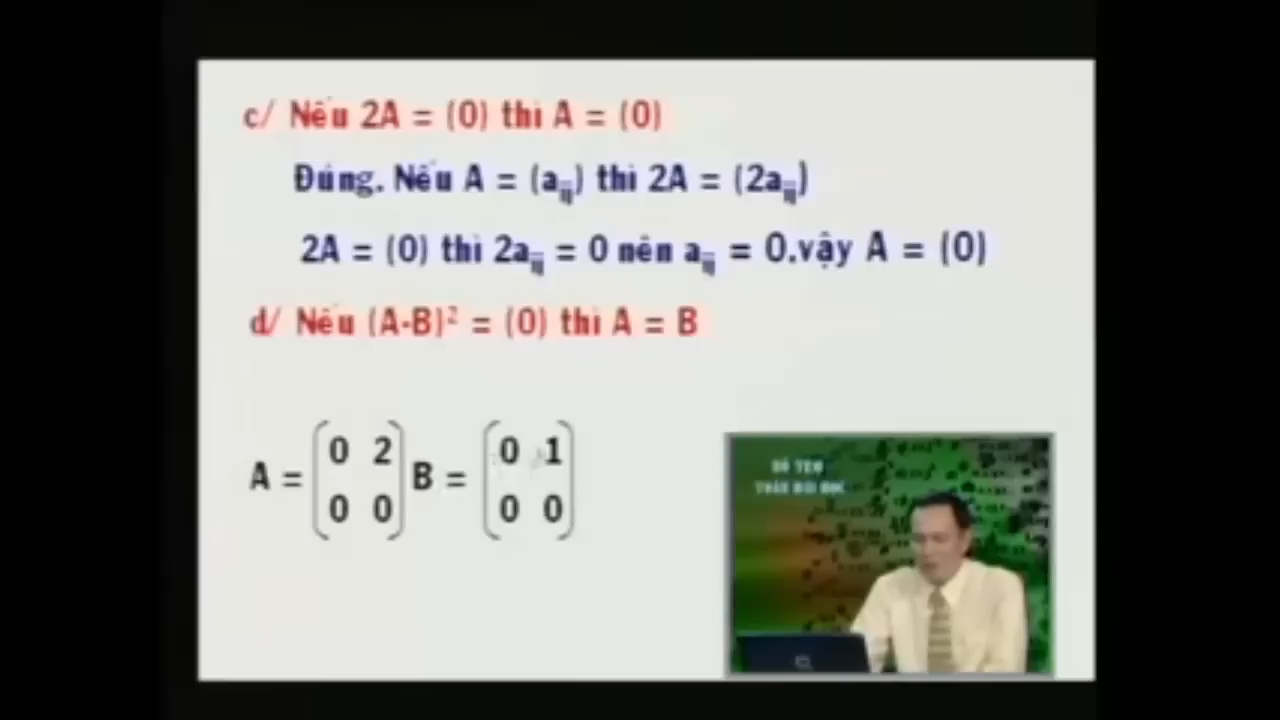 c/ Nếu 2A = (0) thì A = (0)
Đúng. Nếu A = (aij) thì 2A = (2aij)
2A = (0) thì 2aij = 0 nên aij = 0.vậy A = (0)
d/ Nếu (A-B)² = (0) thì A = B
A = (0 2
0 0) B = (0 1
0 0)